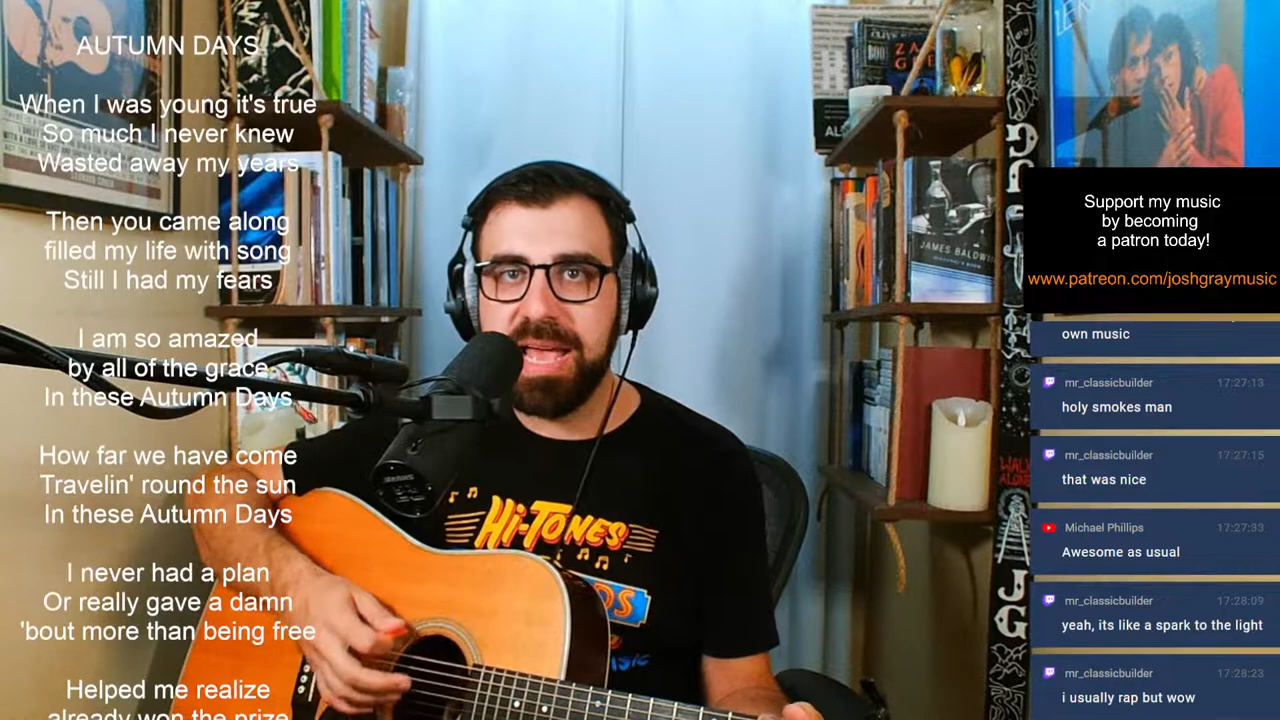 AUTUMN DAYS
When I was young it's true
So much I never knew
Wasted away my years
Then you came along
filled my life with song
Still I had my fears
I am so amazed
by all of the grace
In these Autumn Days
How far we have come
Travelin' round the sun
In these Autumn Days
I never had a plan
Or really gave a damn
'bout more than being free
Helped me realize
already won the prize
Hi-TONES
JAMES BALDWIN
Support my music
by becoming
a patron today!
www.patreon.com/joshgraymusic
own music
mr_classicbuilder 17:27:13
holy smokes man
mr_classicbuilder 17:27:15
that was nice
Michael Phillips 17:27:33
Awesome as usual
mr_classicbuilder 17:28:09
yeah, its like a spark to the light
mr_classicbuilder 17:28:23
i usually rap but wow